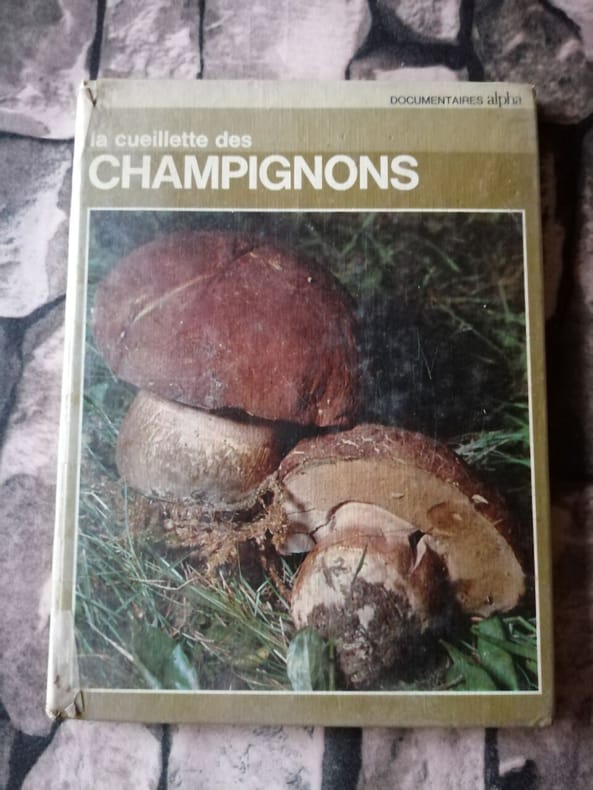 DOCUMENTAIRES alpha
la cueillette des
CHAMPIGNONS